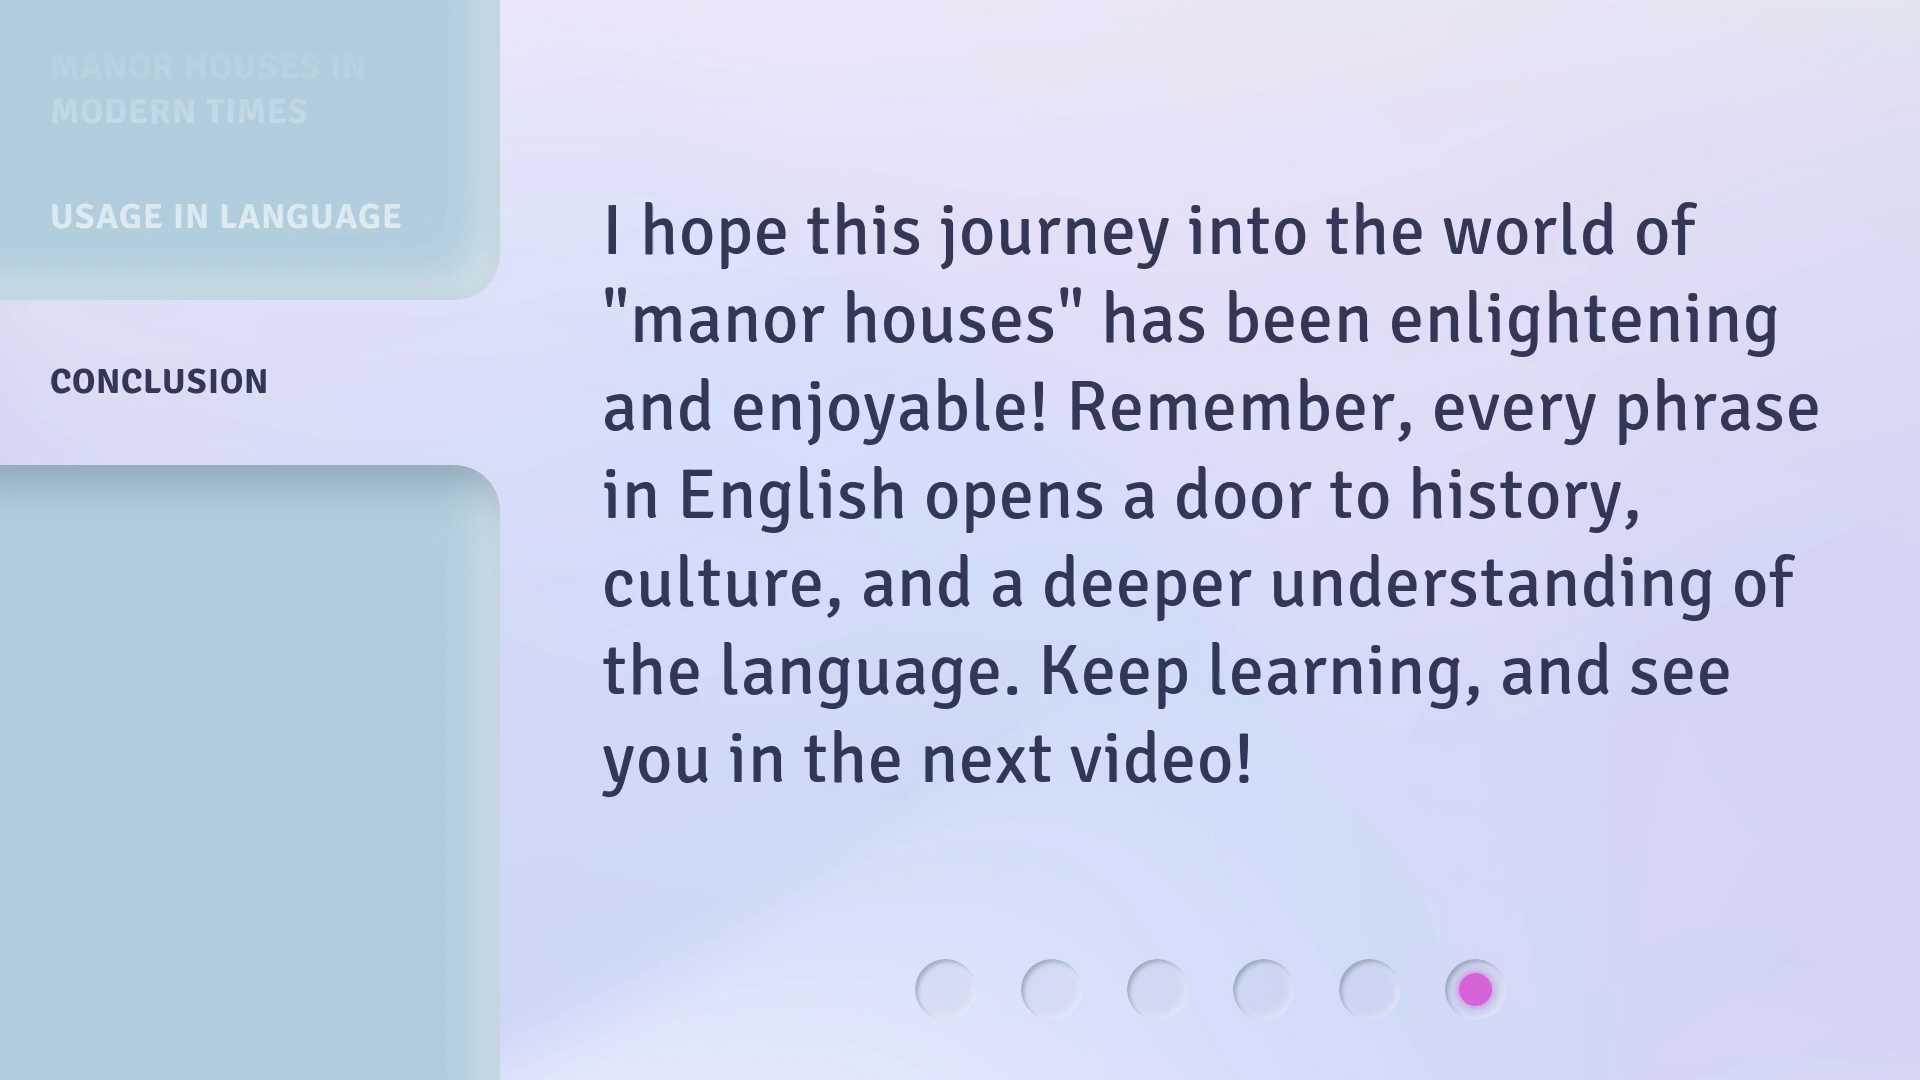 MANOR HOUSES IN
MODERN TIMES
USAGE IN LANGUAGE
CONCLUSION
I hope this journey into the world of
"manor houses" has been enlightening
and enjoyable! Remember, every phrase
in English opens a door to history,
culture, and a deeper understanding of
the language. Keep learning, and see
you in the next video!